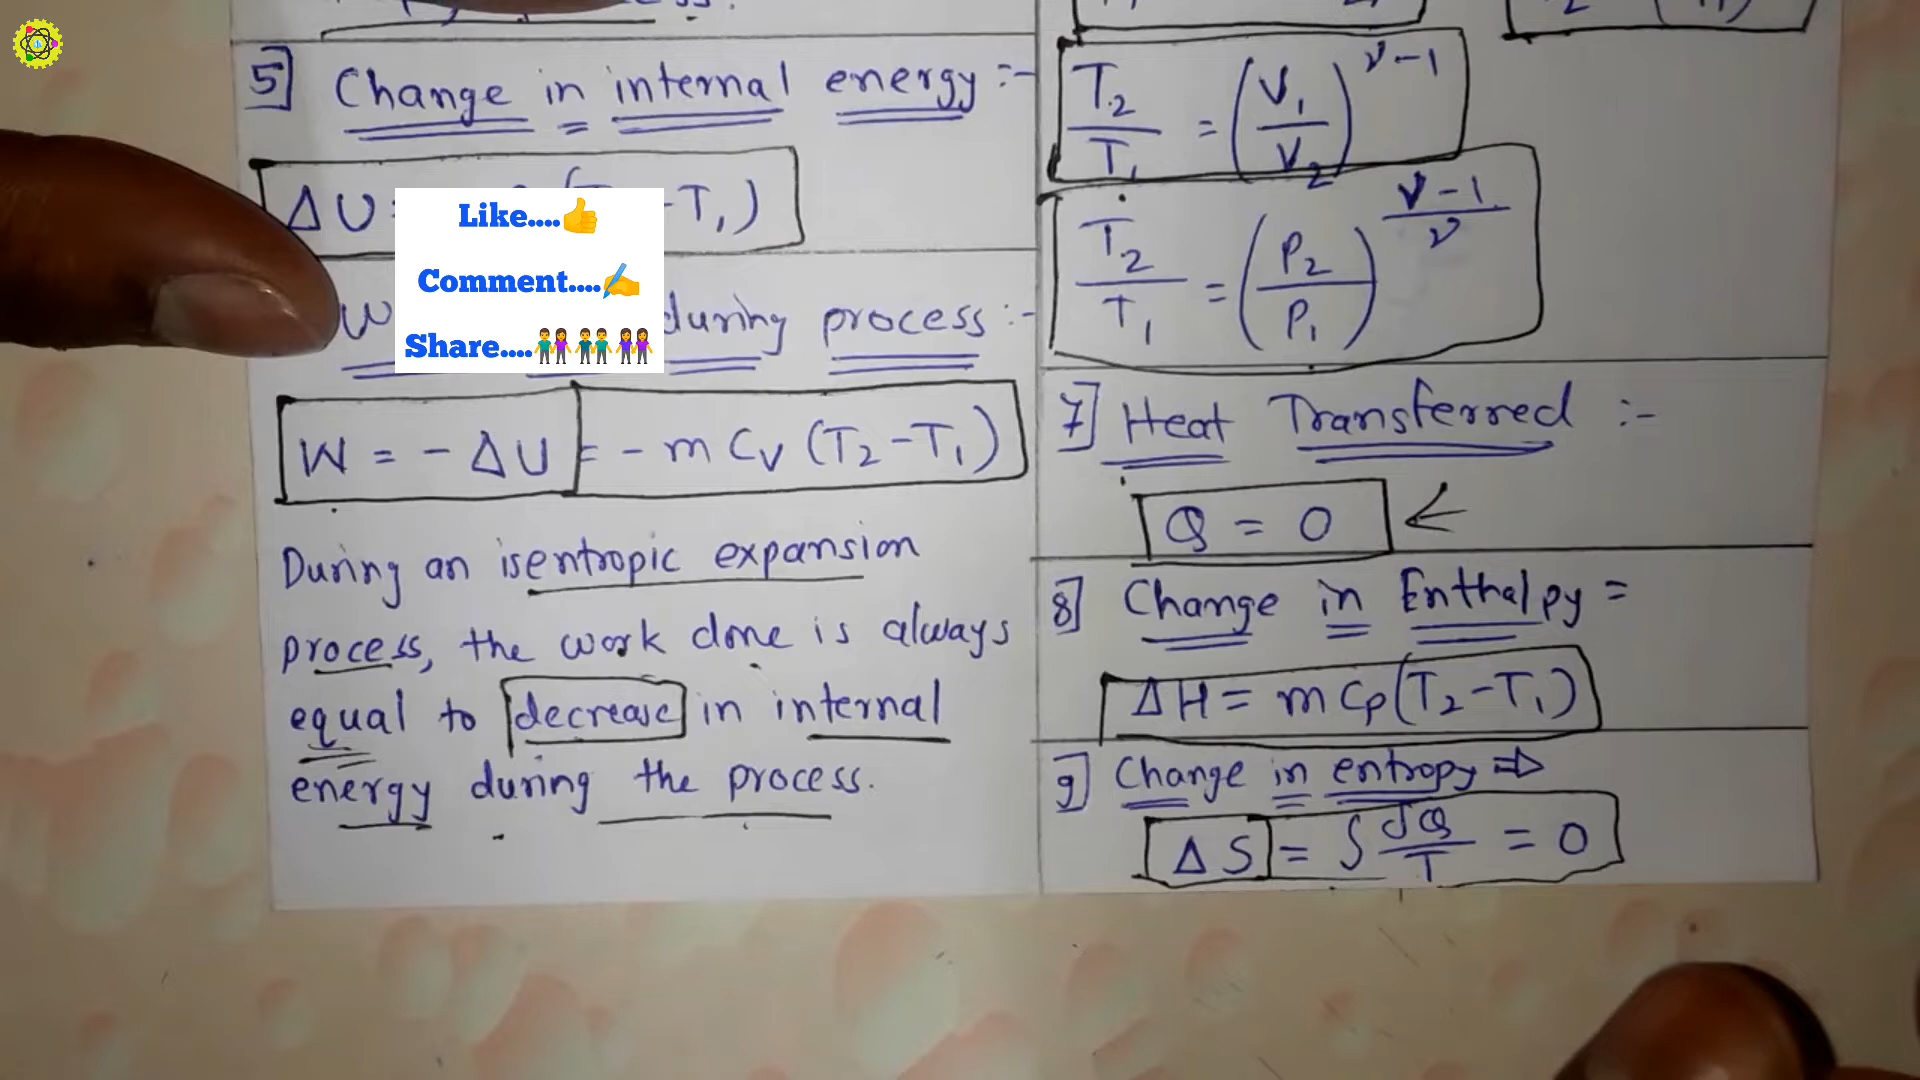 5] Change in internal energy :-
ΔU -T₁)
Like....👍
Comment....✍
Share....👫👫👭
during process :-
W = - ΔU = - m Cv (T₂ - T₁)
During an isentropic expansion
process, the work done is always
equal to decrease in internal
energy during the process.
T₂/T₁ = (V₁/V₂)^(γ-1)
T₂/T₁ = (P₂/P₁)^((γ-1)/γ)
7] Heat Transferred :-
Q = 0 ←
8] Change in Enthalpy =
ΔH = m Cp (T₂ - T₁)
9] Change in entropy ⇒
ΔS = ∫ dQ/T = 0